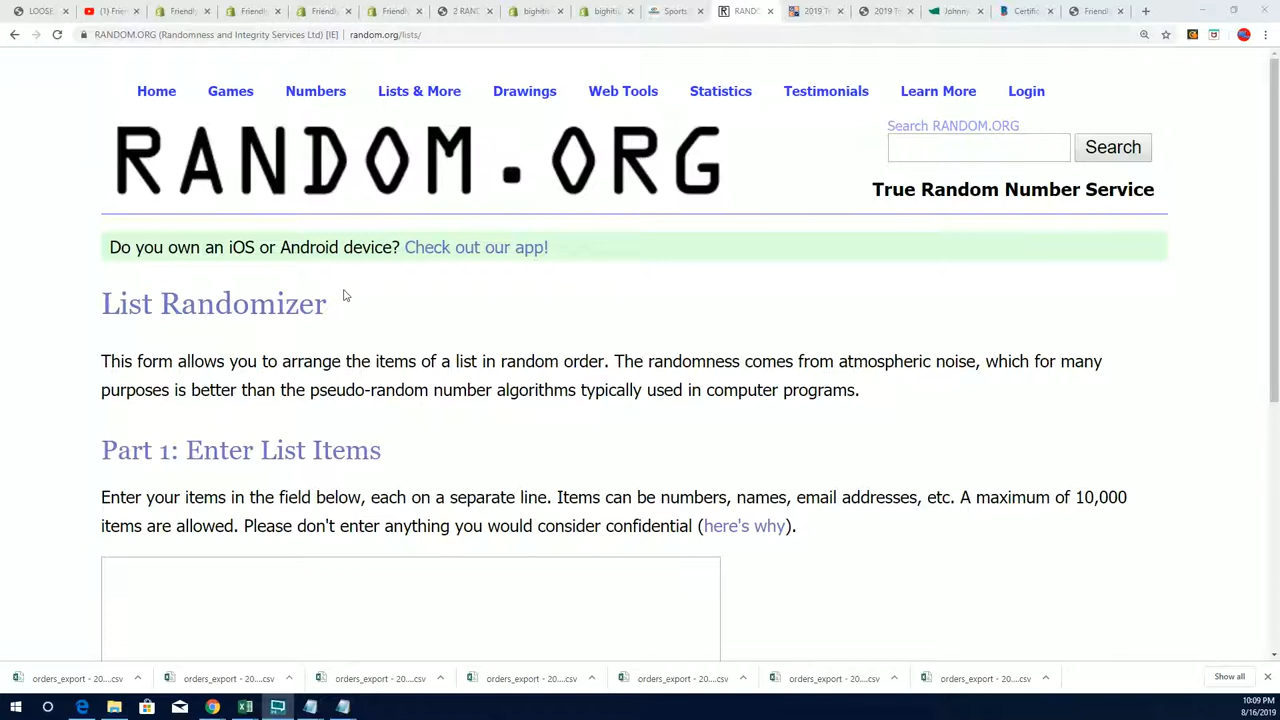 LOOSE
(1) Frien
Friendly
Friendly
Friendly
Friendly
2 RAND
bighitti
bighitti
Sports
RANDO
2019 To
2019 To
Johnny
Certific
Friendl
RANDOM.ORG (Randomness and Integrity Services Ltd) [IE] | random.org/lists/
Home Games Numbers Lists & More Drawings Web Tools Statistics Testimonials Learn More Login
RANDOM.ORG
Search RANDOM.ORG
Search
True Random Number Service
Do you own an iOS or Android device? Check out our app!
List Randomizer
This form allows you to arrange the items of a list in random order. The randomness comes from atmospheric noise, which for many
purposes is better than the pseudo-random number algorithms typically used in computer programs.
Part 1: Enter List Items
Enter your items in the field below, each on a separate line. Items can be numbers, names, email addresses, etc. A maximum of 10,000
items are allowed. Please don't enter anything you would consider confidential (here's why).
orders_export - 20....csv orders_export - 20....csv orders_export - 20....csv orders_export - 20....csv orders_export - 20....csv orders_export - 20....csv orders_export - 20....csv Show all
10:09 PM
8/16/2019